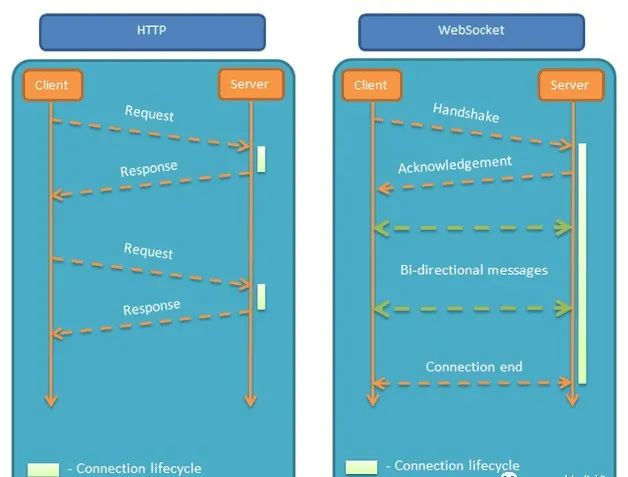 HTTP
Client
Server
Request
Response
Request
Response
- Connection lifecycle
WebSocket
Client
Server
Handshake
Acknowledgement
Bi-directional messages
Connection end
- Connection lifecycle